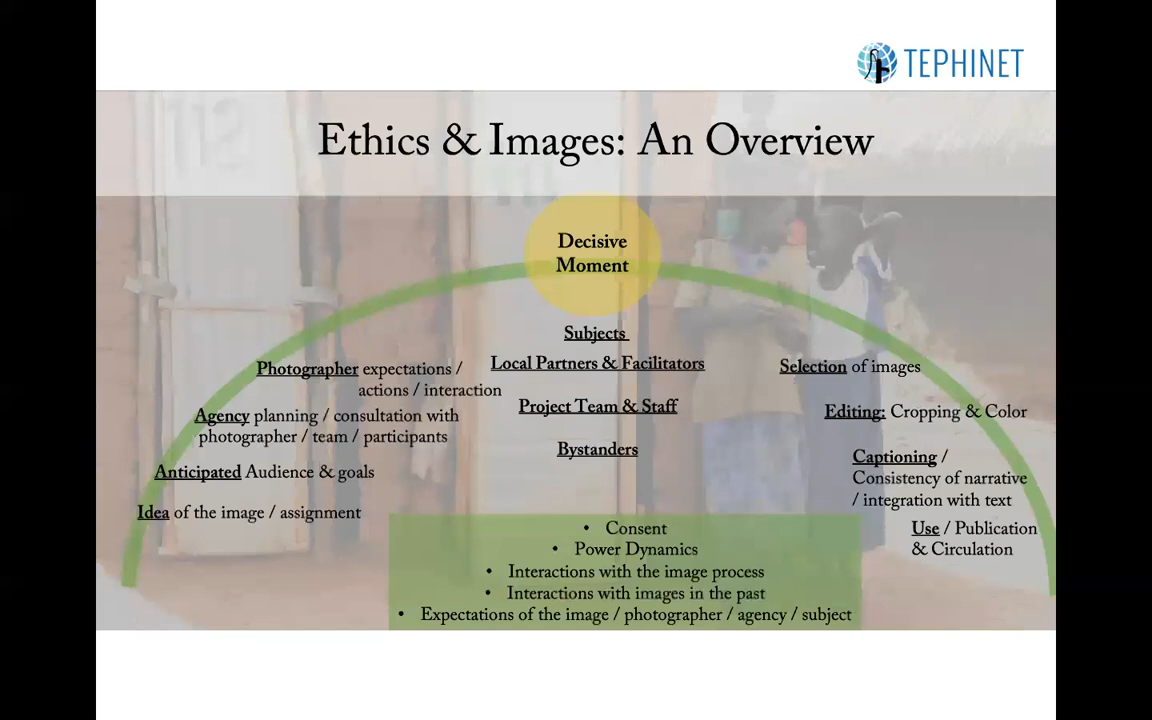 TEPHINET
Ethics & Images: An Overview
Decisive
Moment
Subjects
Local Partners & Facilitators
Project Team & Staff
Bystanders
Photographer expectations /
actions / interaction
Agency planning / consultation with
photographer / team / participants
Anticipated Audience & goals
Idea of the image / assignment
Selection of images
Editing: Cropping & Color
Captioning /
Consistency of narrative
/ integration with text
Use / Publication
& Circulation
• Consent
• Power Dynamics
• Interactions with the image process
• Interactions with images in the past
• Expectations of the image / photographer / agency / subject